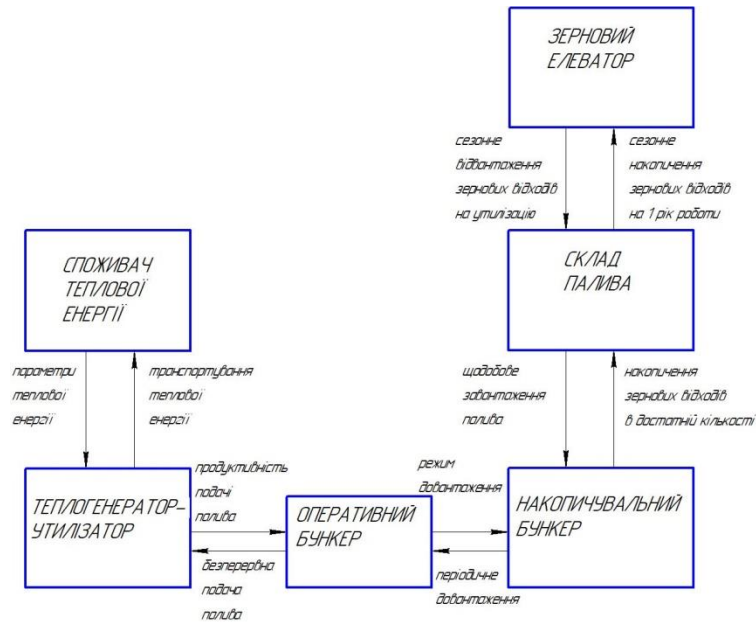 ЗЕРНОВИЙ
ЕЛЕВАТОР
сезонне
відвантаження
зернових відходів
на утилізацію
сезонне
накопичення
зернових відходів
на 1 рік роботи
СПОЖИВАЧ
ТЕПЛОВОЇ
ЕНЕРГІЇ
СКЛАД
ПАЛИВА
параметри
теплової
енергії
транспортування
теплової
енергії
щодобове
завантаження
палива
накопичення
зернових відходів
в достатній кількості
ТЕПЛОГЕНЕРАТОР-
УТИЛІЗАТОР
продуктивність
подачі
палива
ОПЕРАТИВНИЙ
БУНКЕР
режим
довантаження
НАКОПИЧУВАЛЬНИЙ
БУНКЕР
безперервна
подача
палива
періодичне
довантаження